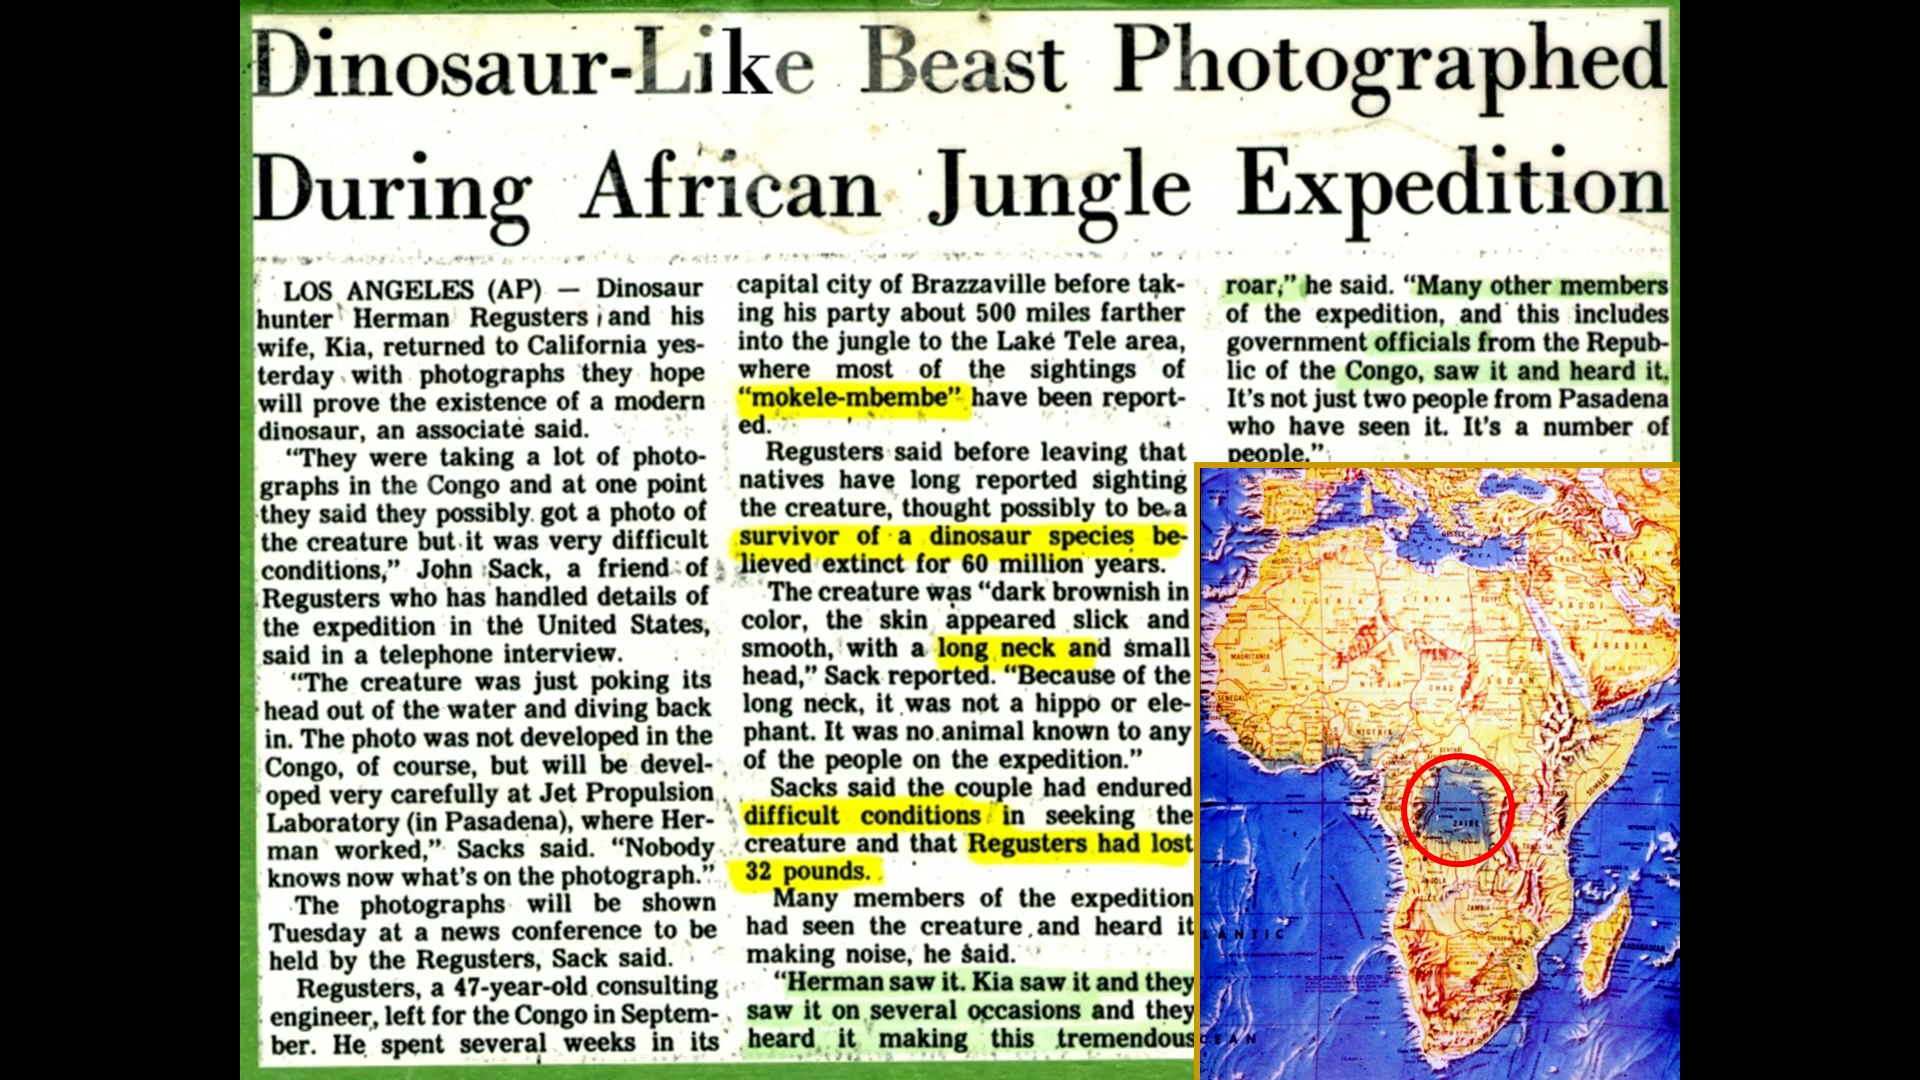 Dinosaur-Like Beast Photographed
During African Jungle Expedition
LOS ANGELES (AP) — Dinosaur
hunter Herman Regusters and his
wife, Kia, returned to California yes-
terday with photographs they hope
will prove the existence of a modern
dinosaur, an associate said.
“They were taking a lot of photo-
graphs in the Congo and at one point
they said they possibly got a photo of
the creature but it was very difficult
conditions,” John Sack, a friend of
Regusters who has handled details of
the expedition in the United States,
said in a telephone interview.
“The creature was just poking its
head out of the water and diving back
in. The photo was not developed in the
Congo, of course, but will be devel-
oped very carefully at Jet Propulsion
Laboratory (in Pasadena), where Her-
man worked,” Sacks said. “Nobody
knows now what’s on the photograph.”
The photographs will be shown
Tuesday at a news conference to be
held by the Regusters, Sack said.
Regusters, a 47-year-old consulting
engineer, left for the Congo in Septem-
ber. He spent several weeks in its
capital city of Brazzaville before tak-
ing his party about 500 miles farther
into the jungle to the Lake Tele area,
where most of the sightings of
“mokele-mbembe” have been report-
ed.
Regusters said before leaving that
natives have long reported sighting
the creature, thought possibly to be a
survivor of a dinosaur species be-
lieved extinct for 60 million years.
The creature was “dark brownish in
color, the skin appeared slick and
smooth, with a long neck and small
head,” Sack reported. “Because of the
long neck, it was not a hippo or ele-
phant. It was no animal known to any
of the people on the expedition.”
Sacks said the couple had endured
difficult conditions in seeking the
creature and that Regusters had lost
32 pounds.
Many members of the expedition
had seen the creature and heard it
making noise, he said.
“Herman saw it. Kia saw it and they
saw it on several occasions and they
heard it making this tremendous
roar,” he said. “Many other members
of the expedition, and this includes
government officials from the Repub-
lic of the Congo, saw it and heard it.
It’s not just two people from Pasadena
who have seen it. It’s a number of
people.”
LIBYA
EGYPT
SAUDI
ARABIA
MAURITANIA
MALI
NIGER
CHAD
SUDAN
SENEGAL
NIGERIA
CENTRAL
SOMALIA
ZAIRE
ANGOLA
ZAMBIA
MADAGASCAR
LANTIC
CEAN